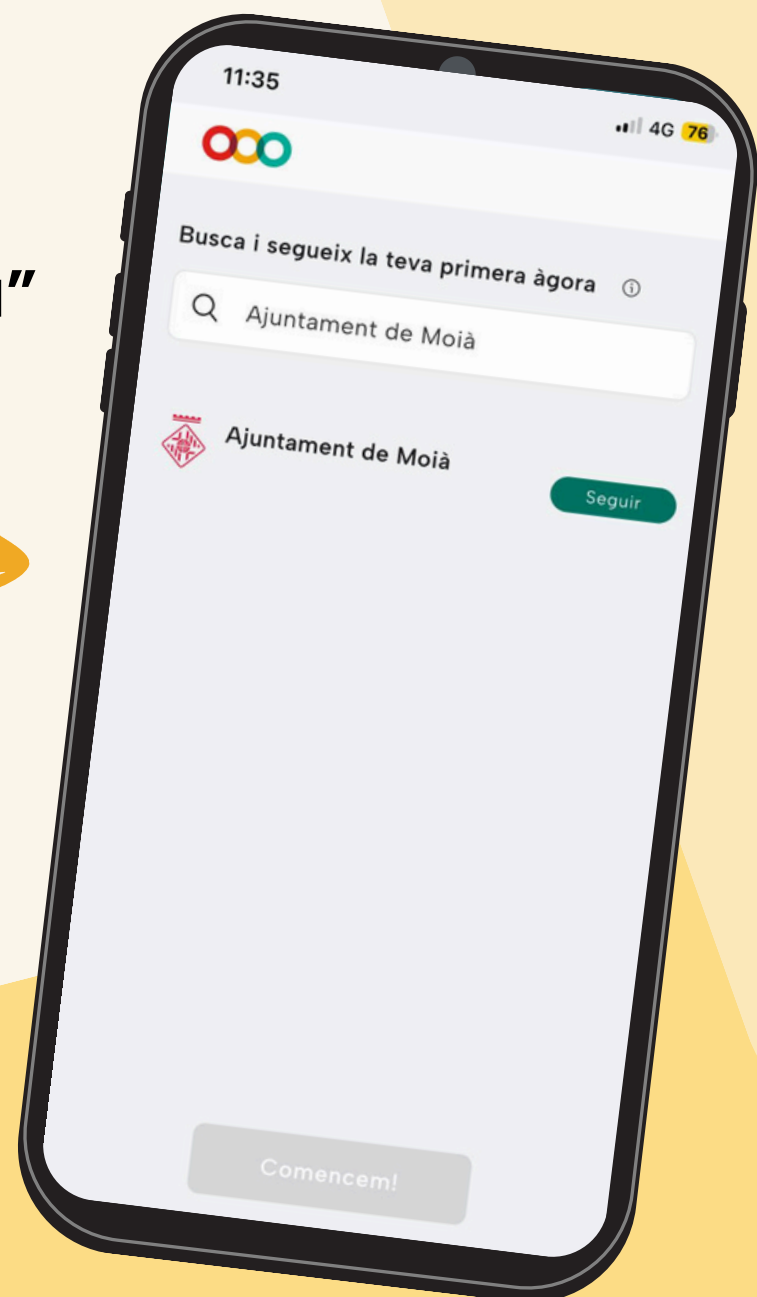 11:35
4G 76
Busca i segueix la teva primera àgora
Ajuntament de Moià
Ajuntament de Moià
Seguir
Comencem!